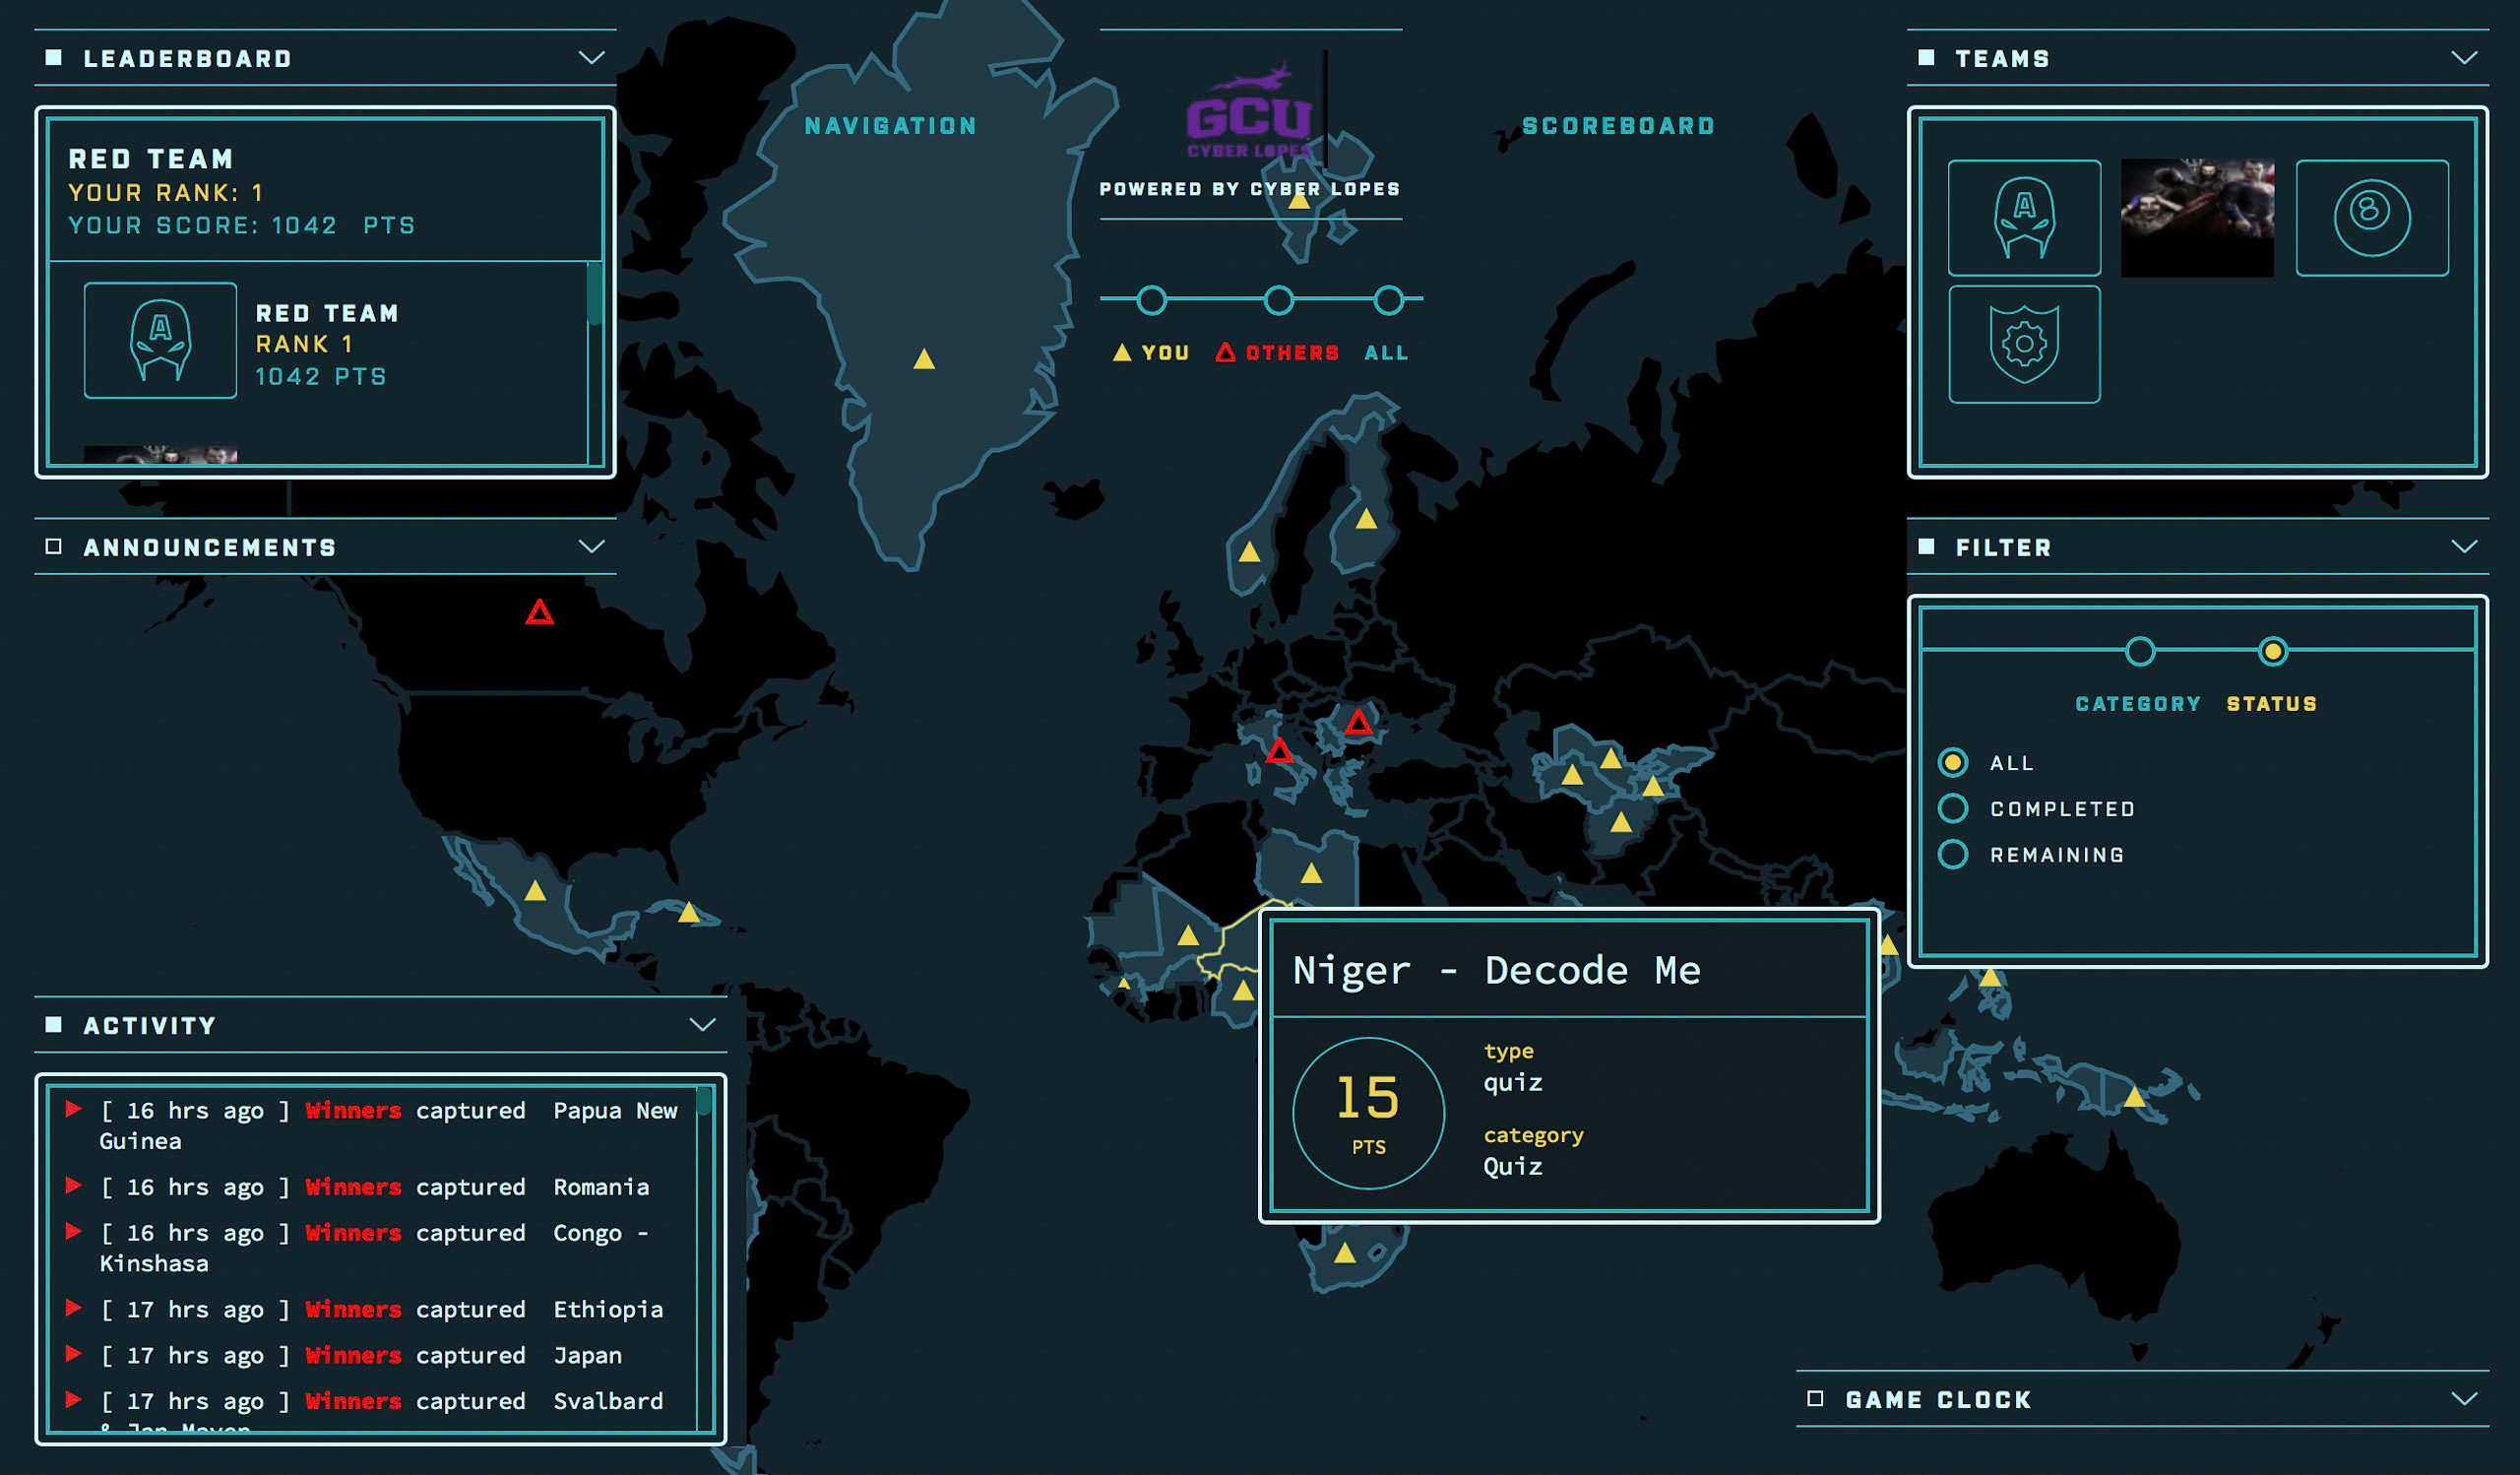 LEADERBOARD
RED TEAM
YOUR RANK: 1
YOUR SCORE: 1042 PTS
A
RED TEAM
RANK 1
1042 PTS
ANNOUNCEMENTS
ACTIVITY
[ 16 hrs ago ] Winners captured Papua New
Guinea
[ 16 hrs ago ] Winners captured Romania
[ 16 hrs ago ] Winners captured Congo -
Kinshasa
[ 17 hrs ago ] Winners captured Ethiopia
[ 17 hrs ago ] Winners captured Japan
[ 17 hrs ago ] Winners captured Svalbard
& Jan Mayen
NAVIGATION
GCU
CYBER LOPES
POWERED BY CYBER LOPES
SCOREBOARD
YOU OTHERS ALL
Niger - Decode Me
15
PTS
type
quiz
category
Quiz
TEAMS
A
8
FILTER
CATEGORY STATUS
ALL
COMPLETED
REMAINING
GAME CLOCK